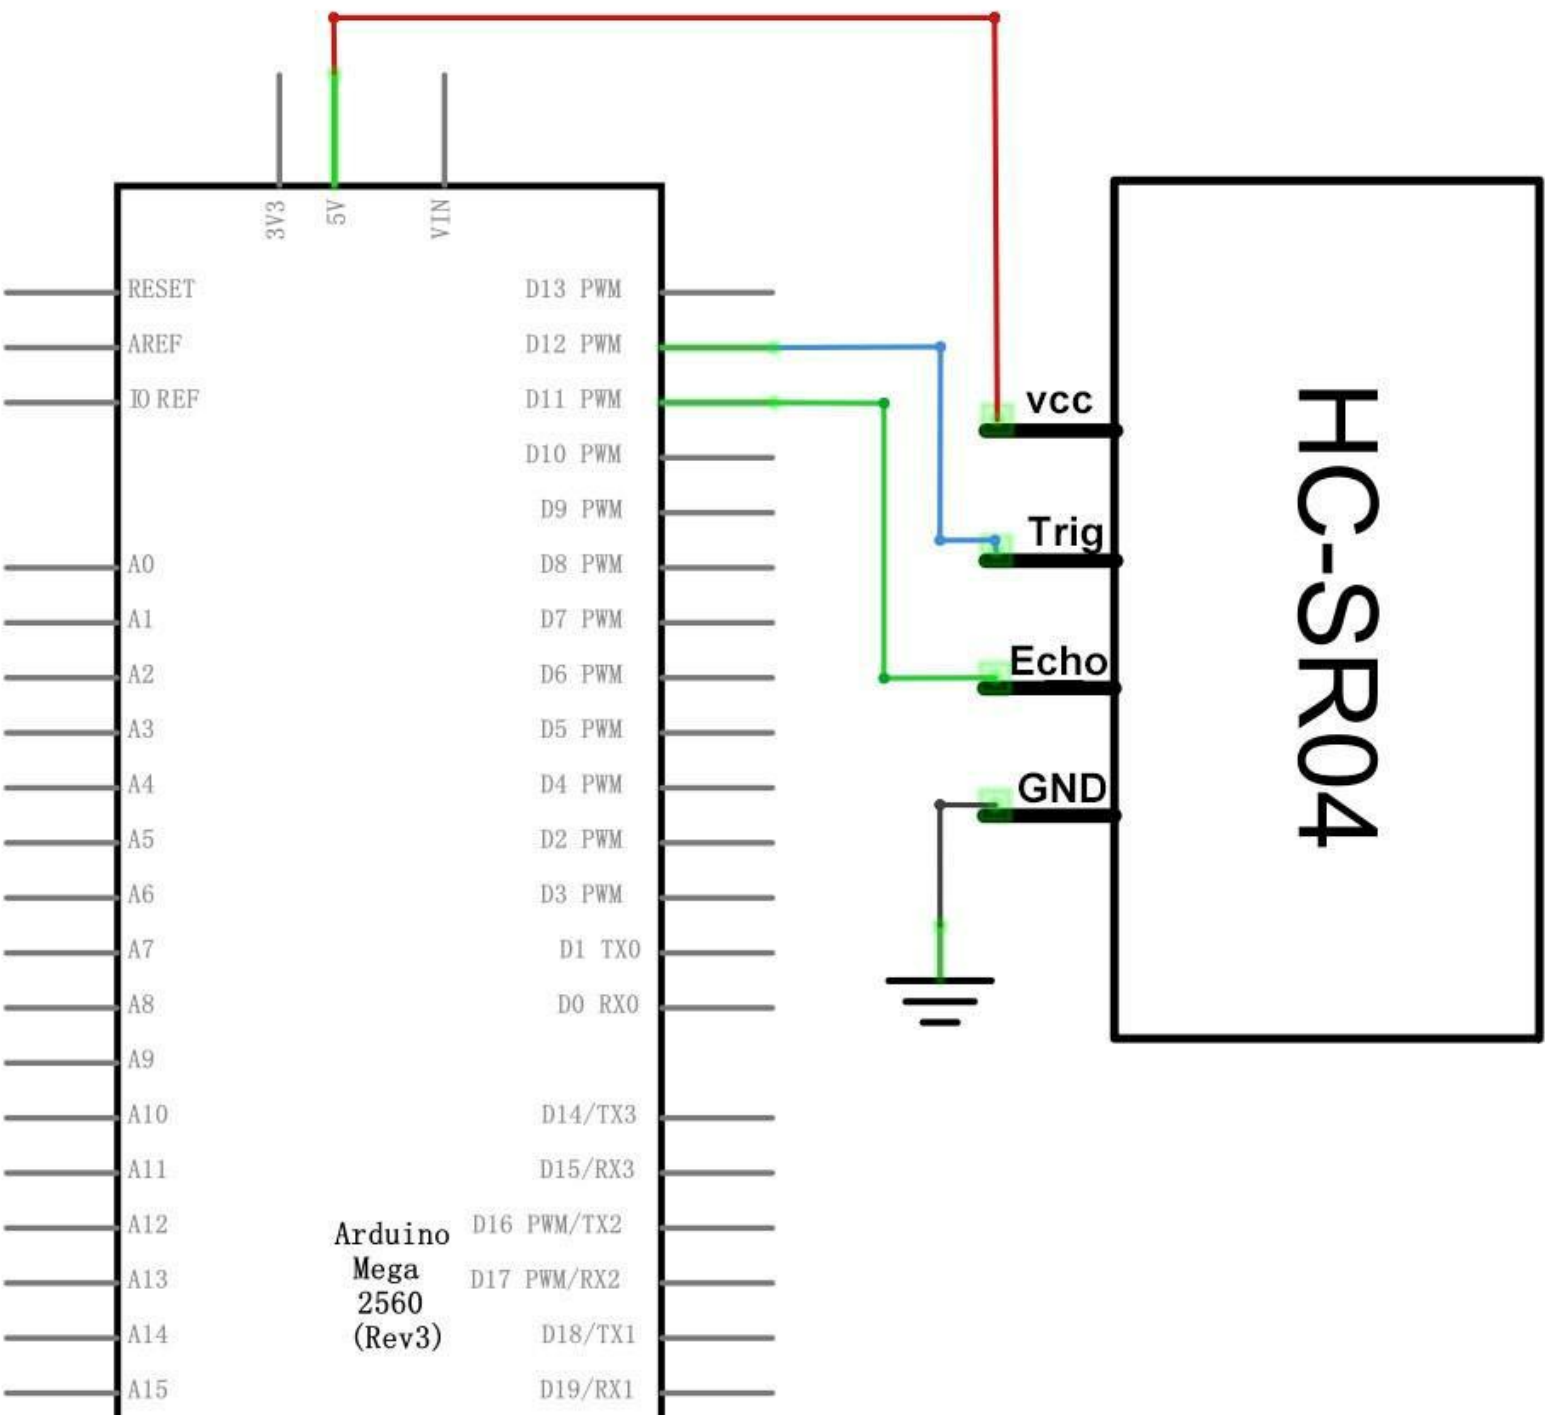 3V3
5V
VIN
RESET
D13 PWM
AREF
D12 PWM
IO REF
D11 PWM
vcc
D10 PWM
D9 PWM
Trig
A0
D8 PWM
A1
D7 PWM
Echo
A2
D6 PWM
A3
D5 PWM
A4
D4 PWM
GND
A5
D2 PWM
A6
D3 PWM
A7
D1 TX0
A8
D0 RX0
A9
A10
D14/TX3
A11
D15/RX3
A12
D16 PWM/TX2
A13
D17 PWM/RX2
A14
D18/TX1
A15
D19/RX1
Arduino
Mega
2560
(Rev3)
HC-SR04